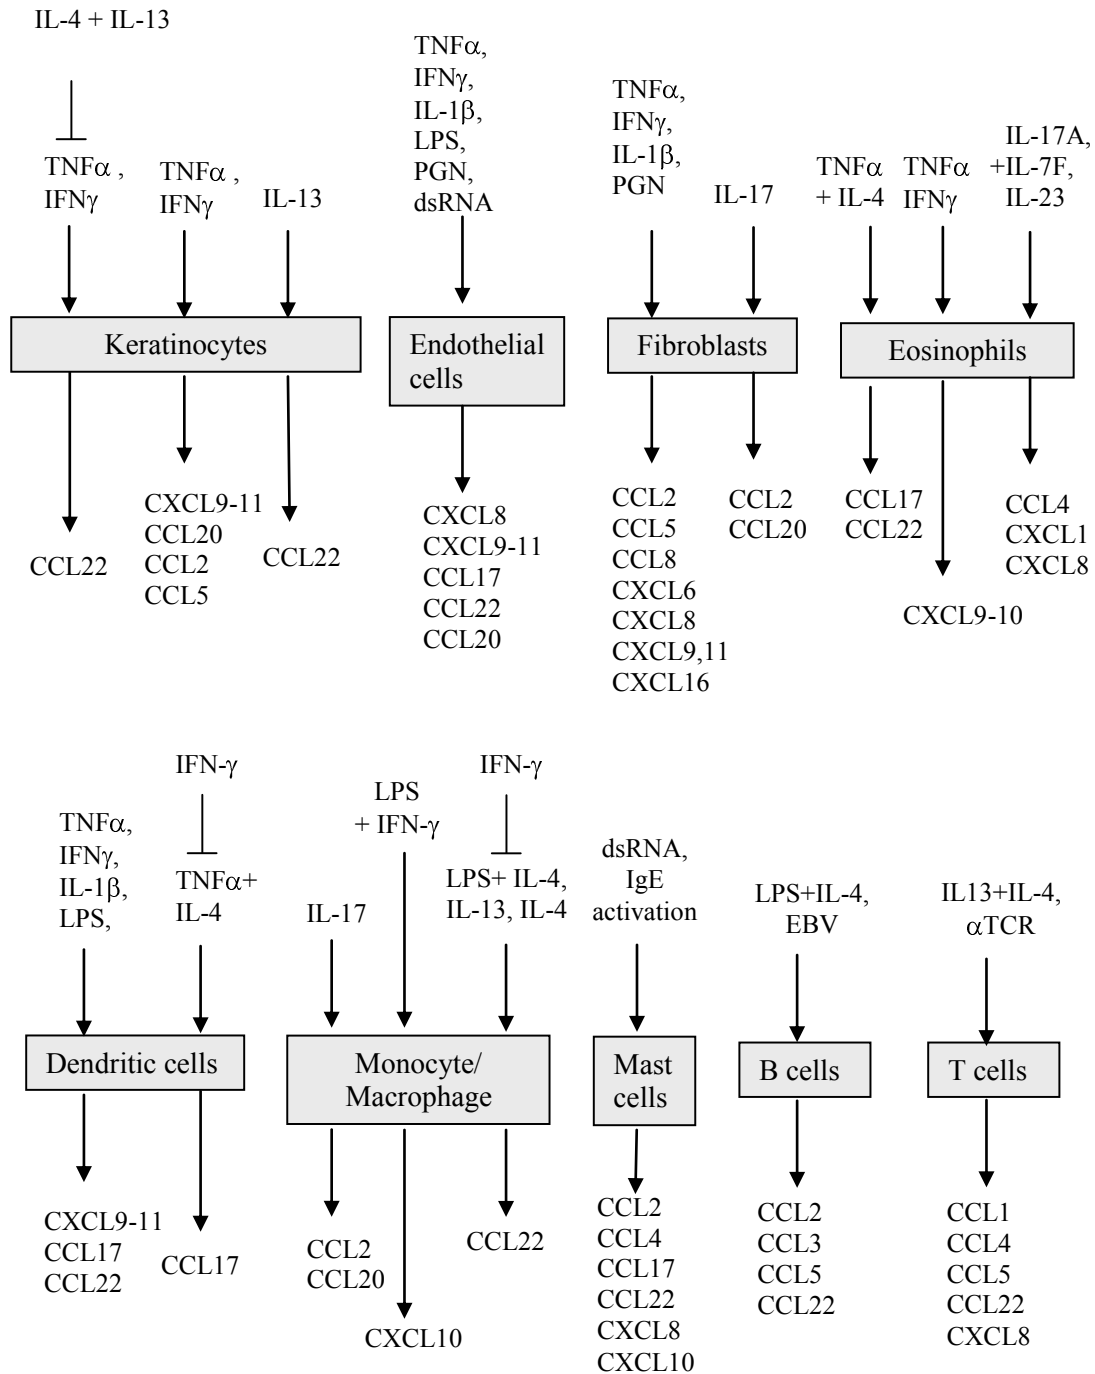 IL-4 + IL-13
TNFα ,
IFNγ
TNFα ,
IFNγ
IL-13
Keratinocytes
CCL22
CXCL9-11
CCL20
CCL2
CCL5
CCL22
TNFα,
IFNγ,
IL-1β,
LPS,
PGN,
dsRNA
Endothelial
cells
CXCL8
CXCL9-11
CCL17
CCL22
CCL20
TNFα,
IFNγ,
IL-1β,
PGN
IL-17
Fibroblasts
CCL2
CCL5
CCL8
CXCL6
CXCL8
CXCL9,11
CXCL16
CCL2
CCL20
TNFα
+ IL-4
TNFα
IFNγ
IL-17A,
+IL-7F,
IL-23
Eosinophils
CCL17
CCL22
CXCL9-10
CCL4
CXCL1
CXCL8
TNFα,
IFNγ,
IL-1β,
LPS,
IFN-γ
TNFα+
IL-4
Dendritic cells
CXCL9-11
CCL17
CCL22
CCL17
IL-17
LPS
+ IFN-γ
IFN-γ
LPS+ IL-4,
IL-13, IL-4
Monocyte/
Macrophage
CCL2
CCL20
CXCL10
CCL22
dsRNA,
IgE
activation
Mast
cells
CCL2
CCL4
CCL17
CCL22
CXCL8
CXCL10
LPS+IL-4,
EBV
B cells
CCL2
CCL3
CCL5
CCL22
IL13+IL-4,
αTCR
T cells
CCL1
CCL4
CCL5
CCL22
CXCL8